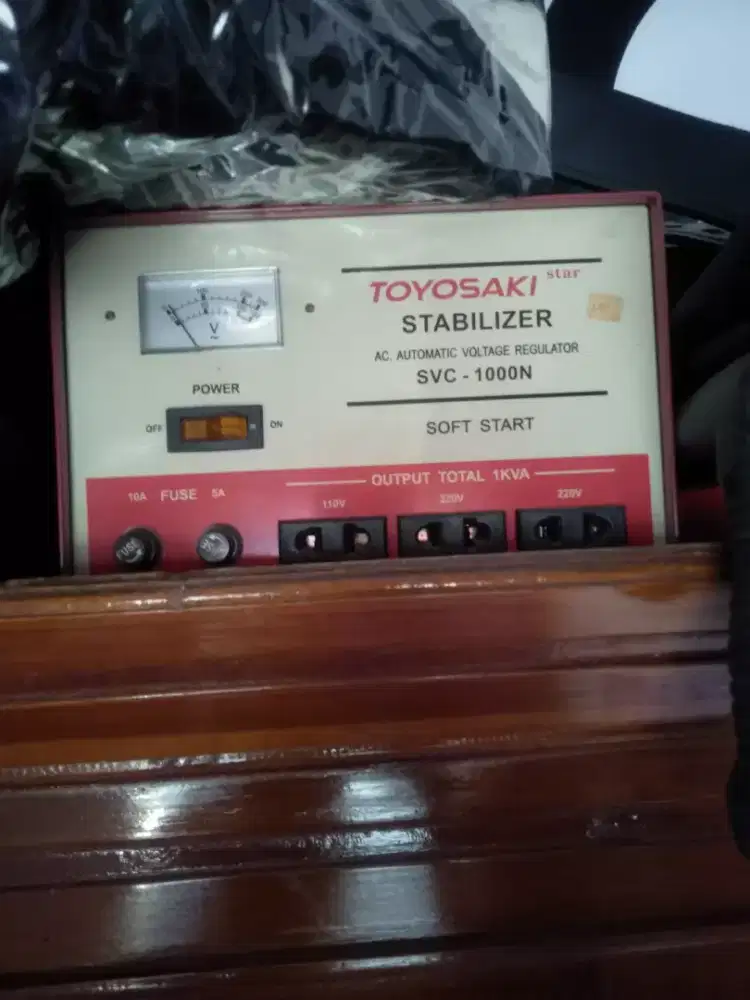 TOYOSAKI star
STABILIZER
AC. AUTOMATIC VOLTAGE REGULATOR
SVC - 1000N
SOFT START
V
POWER
OFF
ON
OUTPUT TOTAL 1KVA
10A FUSE 5A
110V
220V
220V
FUSE